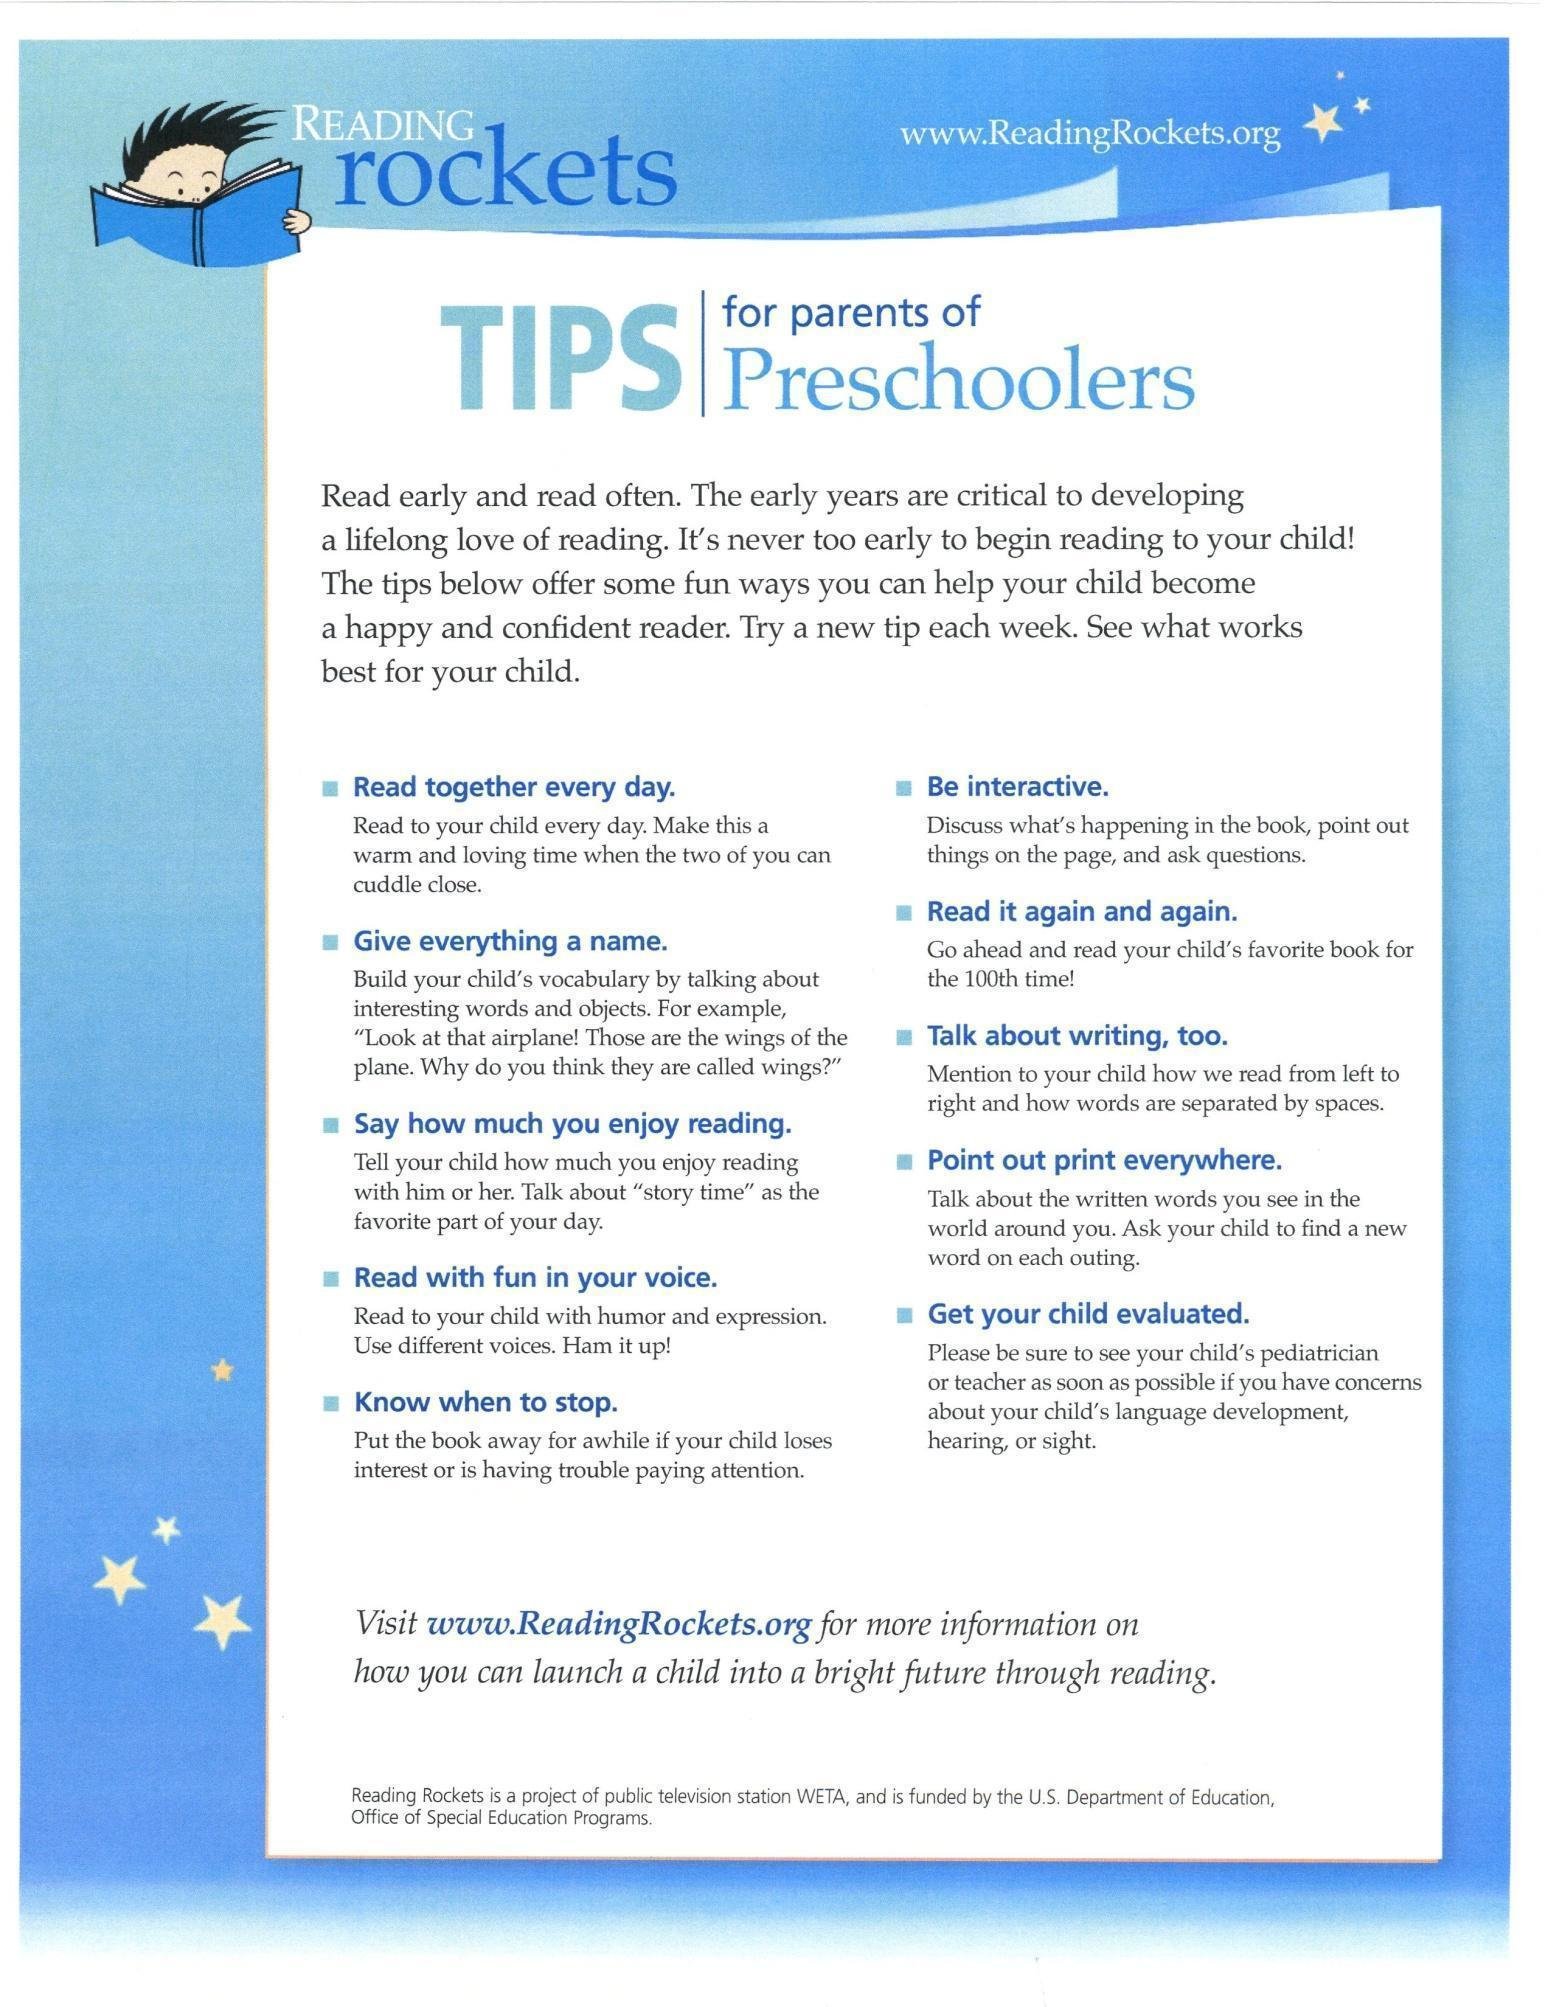 READING
rockets
www.ReadingRockets.org
TIPS
for parents of
Preschoolers
Read early and read often. The early years are critical to developing
a lifelong love of reading. It's never too early to begin reading to your child!
The tips below offer some fun ways you can help your child become
a happy and confident reader. Try a new tip each week. See what works
best for your child.
Read together every day.
Read to your child every day. Make this a
warm and loving time when the two of you can
cuddle close.
Give everything a name.
Build your child's vocabulary by talking about
interesting words and objects. For example,
“Look at that airplane! Those are the wings of the
plane. Why do you think they are called wings?”
Say how much you enjoy reading.
Tell your child how much you enjoy reading
with him or her. Talk about “story time” as the
favorite part of your day.
Read with fun in your voice.
Read to your child with humor and expression.
Use different voices. Ham it up!
Know when to stop.
Put the book away for awhile if your child loses
interest or is having trouble paying attention.
Be interactive.
Discuss what's happening in the book, point out
things on the page, and ask questions.
Read it again and again.
Go ahead and read your child's favorite book for
the 100th time!
Talk about writing, too.
Mention to your child how we read from left to
right and how words are separated by spaces.
Point out print everywhere.
Talk about the written words you see in the
world around you. Ask your child to find a new
word on each outing.
Get your child evaluated.
Please be sure to see your child's pediatrician
or teacher as soon as possible if you have concerns
about your child's language development,
hearing, or sight.
Visit www.ReadingRockets.org for more information on
how you can launch a child into a bright future through reading.
Reading Rockets is a project of public television station WETA, and is funded by the U.S. Department of Education,
Office of Special Education Programs.